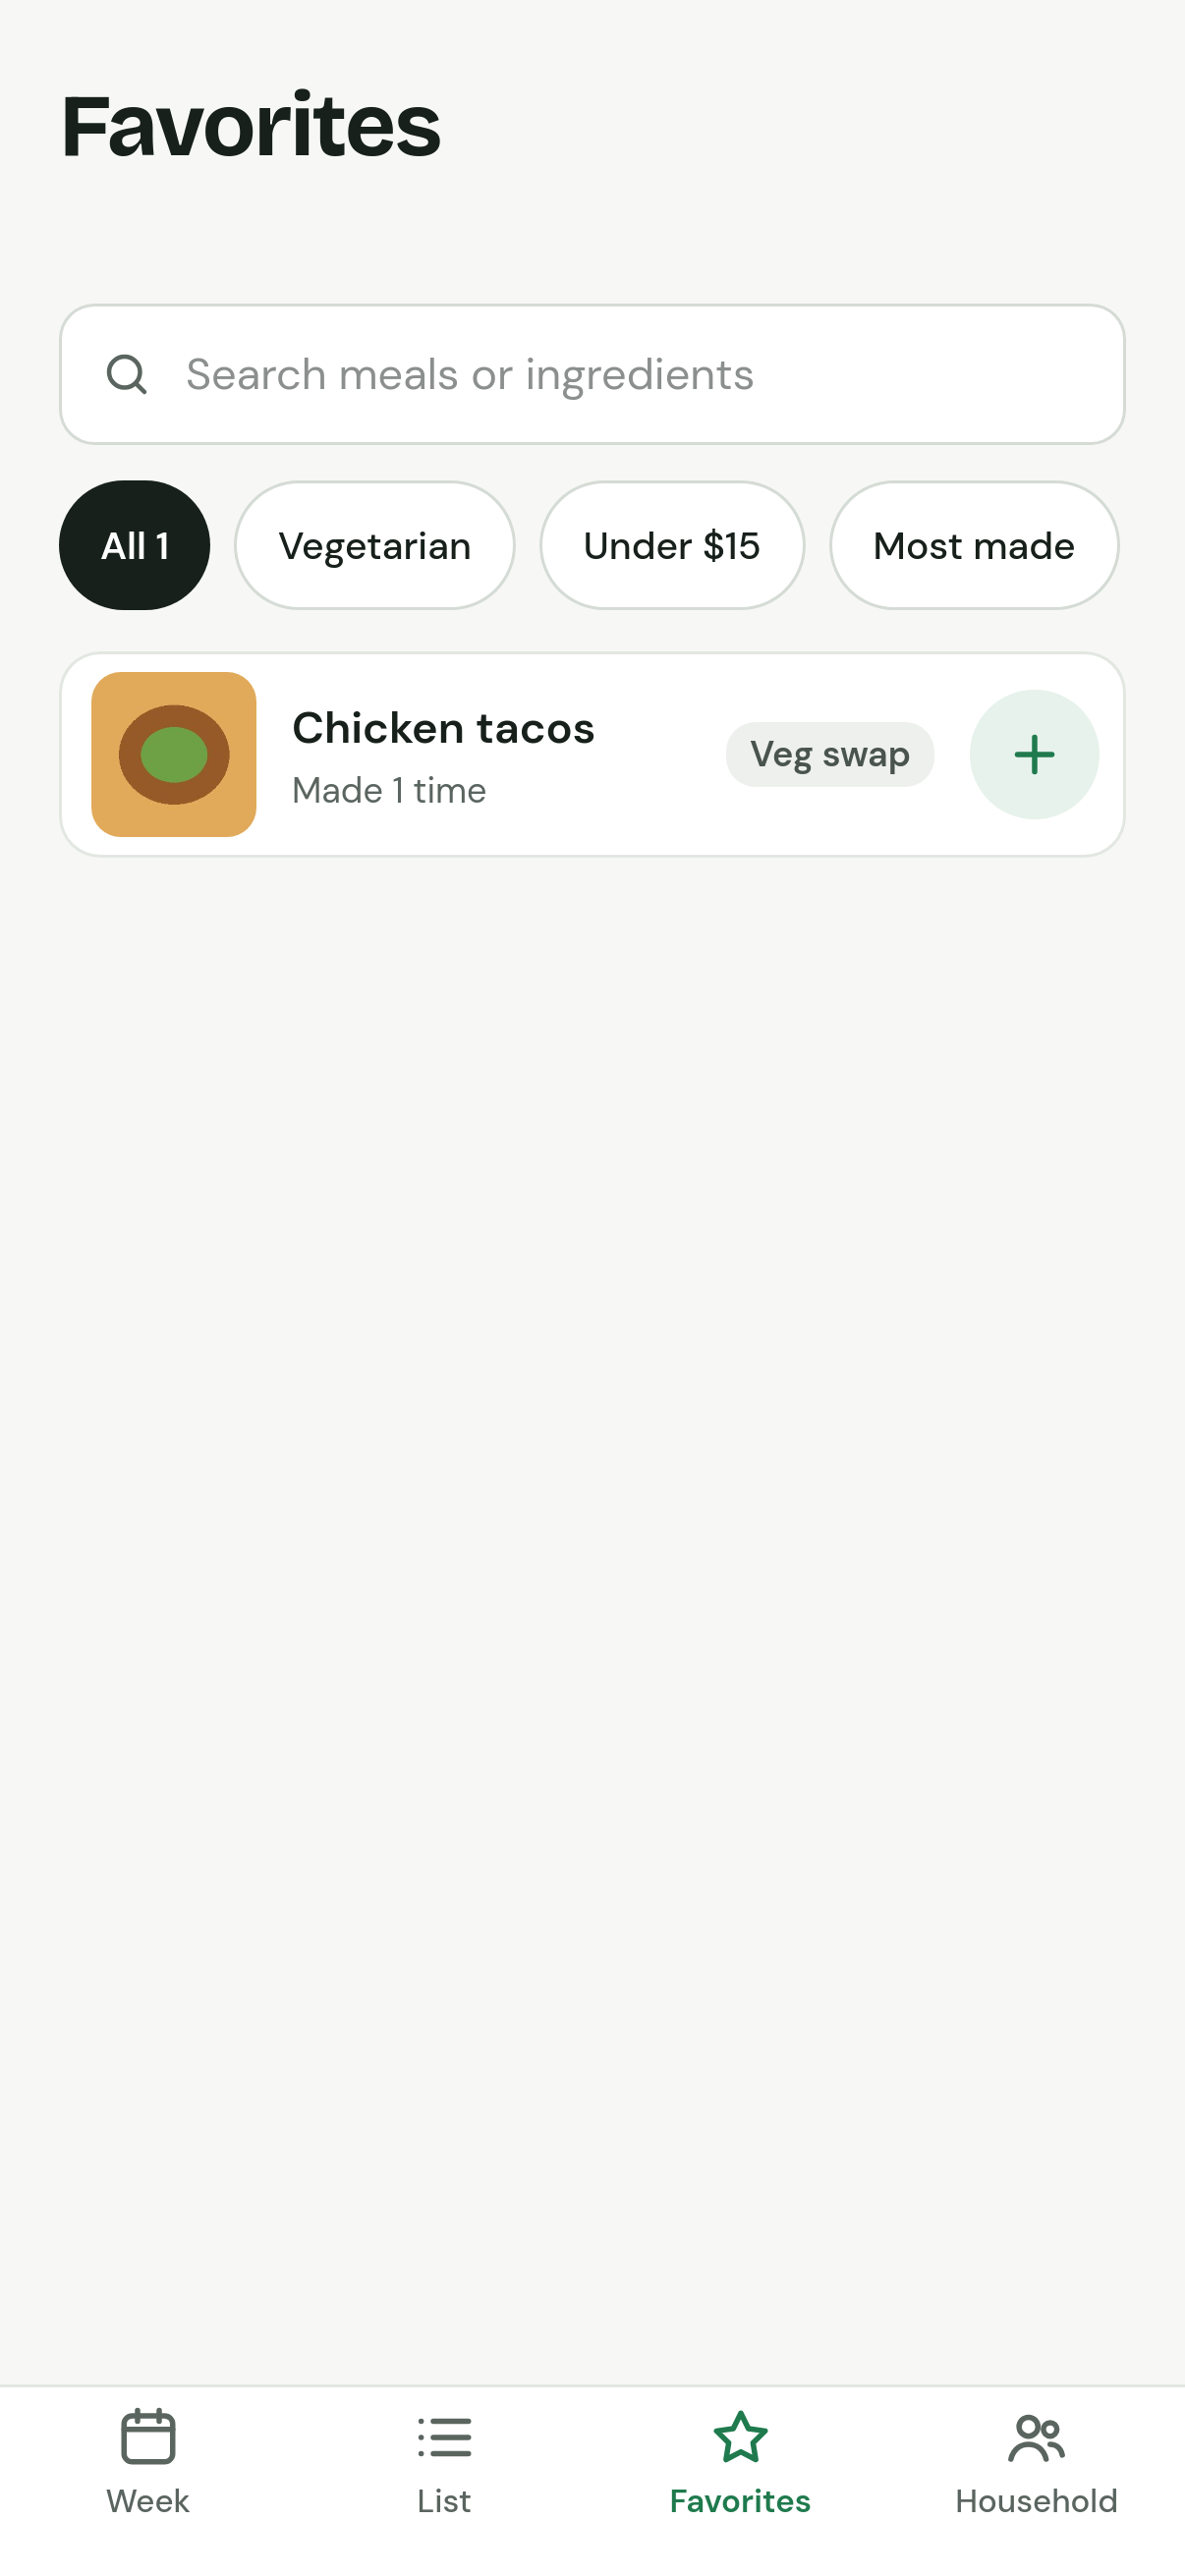 Favorites
Search meals or ingredients
All 1 Vegetarian Under $15 Most made
Chicken tacos
Made 1 time
Veg swap
Week List Favorites Household